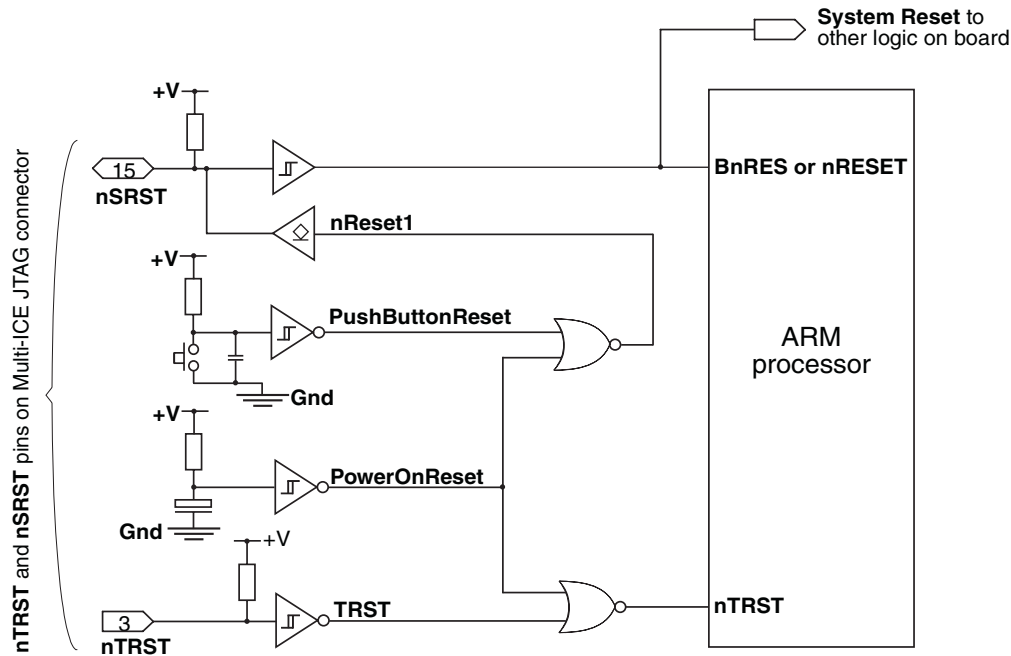 System Reset to
other logic on board
+V
15
nSRST
BnRES or nRESET
nReset1
+V
PushButtonReset
ARM
processor
Gnd
+V
PowerOnReset
Gnd
+V
TRST
nTRST
3
nTRST
nTRST and nSRST pins on Multi-ICE JTAG connector